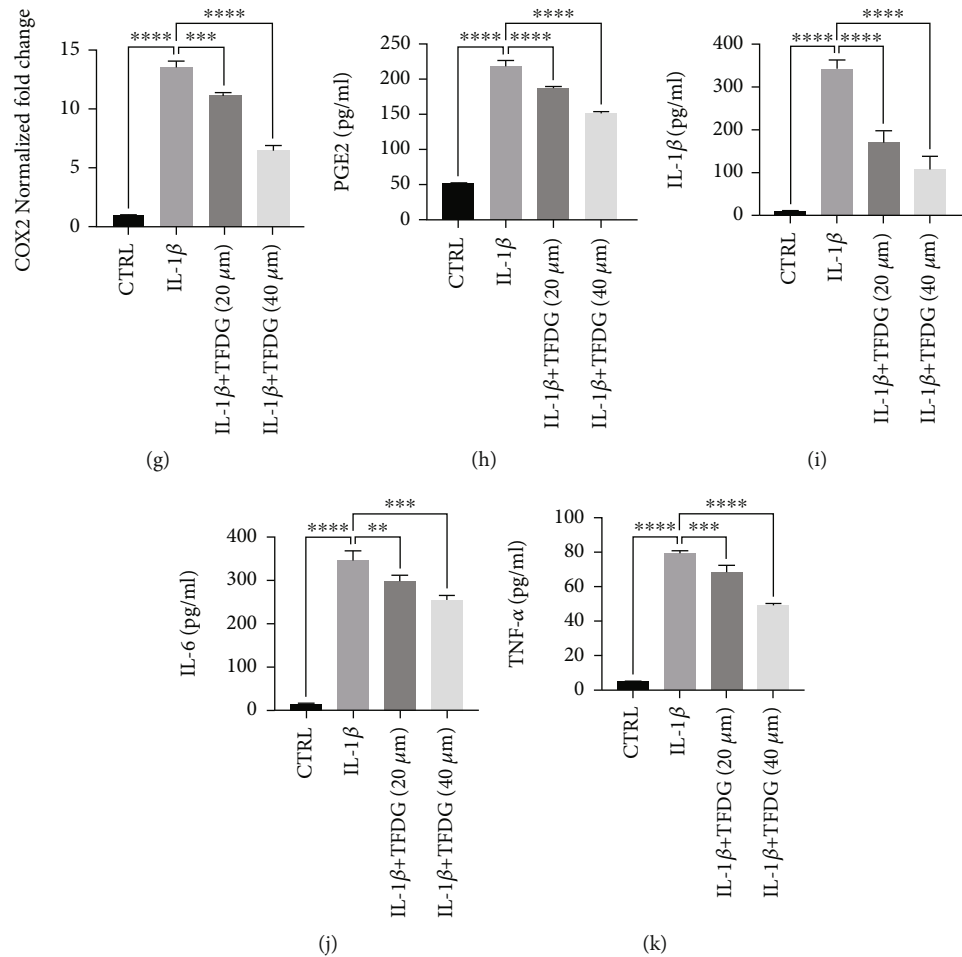 COX2 Normalized fold change
15
10
5
0
**** ***
****
CTRL
IL-1β
IL-1β+TFDG (20 μm)
IL-1β+TFDG (40 μm)
(g)
PGE2 (pg/ml)
250
200
150
100
50
0
**** ****
****
CTRL
IL-1β
IL-1β+TFDG (20 μm)
IL-1β+TFDG (40 μm)
(h)
IL-1β (pg/ml)
400
300
200
100
0
**** ****
****
CTRL
IL-1β
IL-1β+TFDG (20 μm)
IL-1β+TFDG (40 μm)
(i)
IL-6 (pg/ml)
400
300
200
100
0
**** **
***
CTRL
IL-1β
IL-1β+TFDG (20 μm)
IL-1β+TFDG (40 μm)
(j)
TNF-α (pg/ml)
100
80
60
40
20
0
**** ***
****
CTRL
IL-1β
IL-1β+TFDG (20 μm)
IL-1β+TFDG (40 μm)
(k)